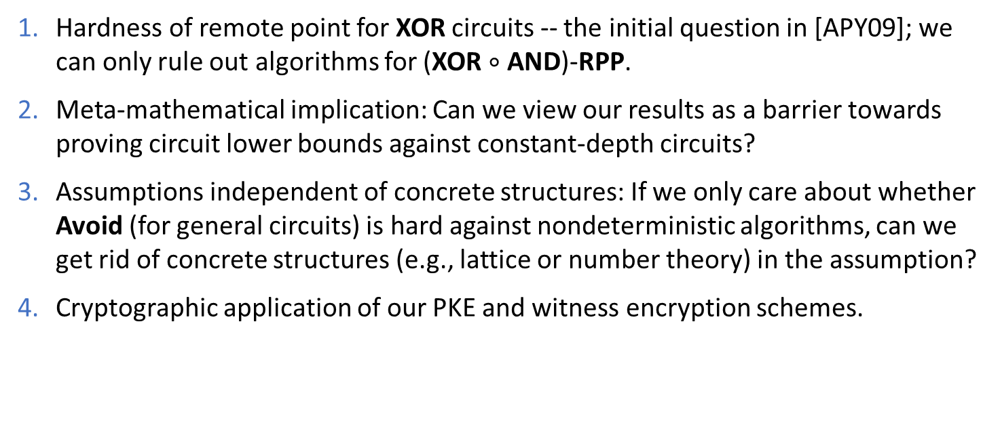 1. Hardness of remote point for XOR circuits -- the initial question in [APY09]; we
can only rule out algorithms for (XOR ∘ AND)-RPP.
2. Meta-mathematical implication: Can we view our results as a barrier towards
proving circuit lower bounds against constant-depth circuits?
3. Assumptions independent of concrete structures: If we only care about whether
Avoid (for general circuits) is hard against nondeterministic algorithms, can we
get rid of concrete structures (e.g., lattice or number theory) in the assumption?
4. Cryptographic application of our PKE and witness encryption schemes.